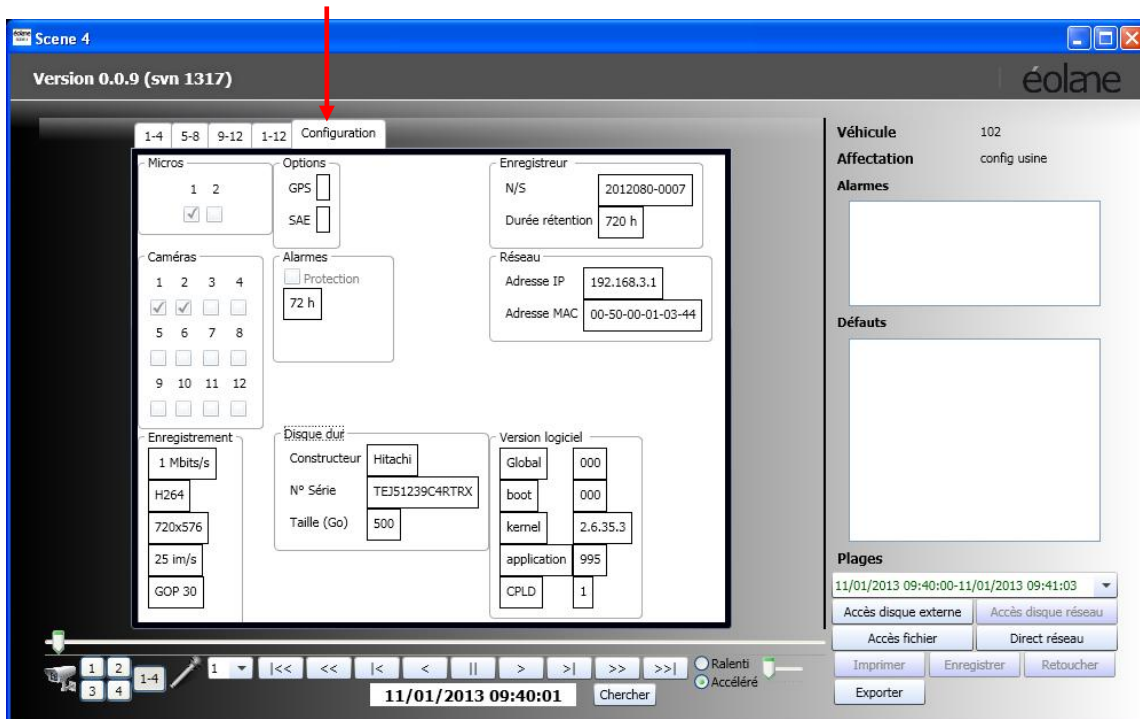 Scene 4
Version 0.0.9 (svn 1317)
éolane
1-4 5-8 9-12 1-12 Configuration
Micros
1 2
Options
GPS
SAE
Enregistreur
N/S 2012080-0007
Durée rétention 720 h
Caméras
1 2 3 4
5 6 7 8
9 10 11 12
Alarmes
Protection
72 h
Réseau
Adresse IP 192.168.3.1
Adresse MAC 00-50-00-01-03-44
Enregistrement
1 Mbits/s
H264
720x576
25 im/s
GOP 30
Disque dur
Constructeur Hitachi
N° Série TEJ51239C4RTRX
Taille (Go) 500
Version logiciel
Global 000
boot 000
kernel 2.6.35.3
application 995
CPLD 1
Véhicule 102
Affectation config usine
Alarmes
Défauts
Plages
11/01/2013 09:40:00-11/01/2013 09:41:03
Accès disque externe Accès disque réseau
Accès fichier Direct réseau
Imprimer Enregistrer Retoucher
Exporter
1 2
3 4
1-4
1
|<< << |< < || > >| >> >>|
Ralenti
Accéléré
11/01/2013 09:40:01 Chercher